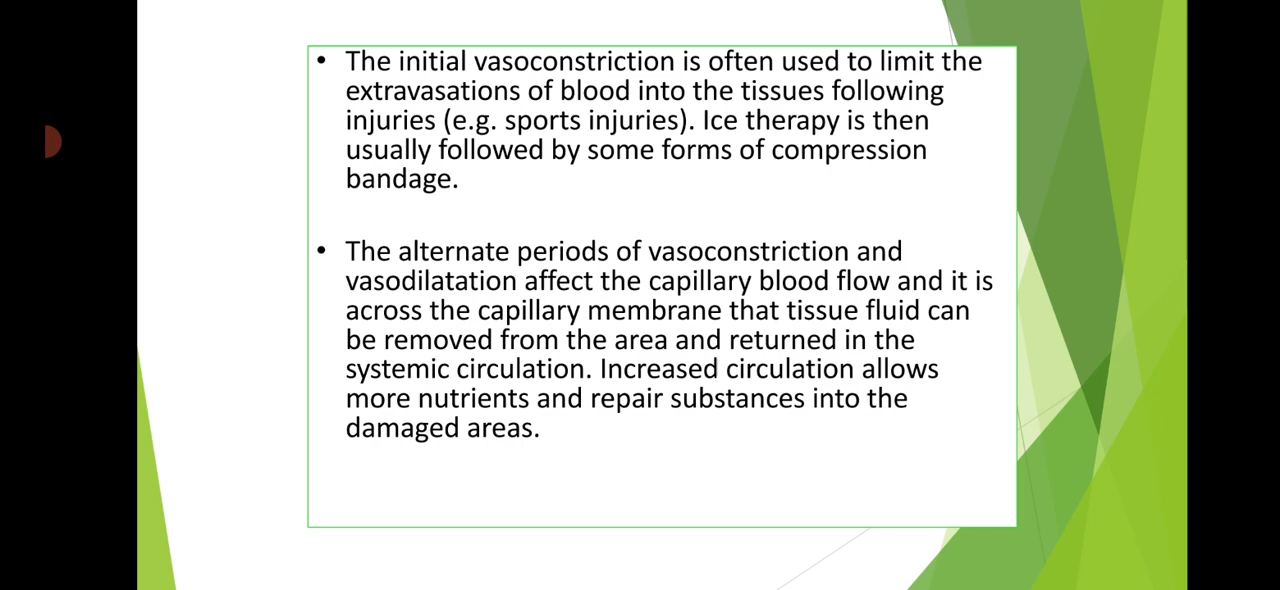 • The initial vasoconstriction is often used to limit the
extravasations of blood into the tissues following
injuries (e.g. sports injuries). Ice therapy is then
usually followed by some forms of compression
bandage.
• The alternate periods of vasoconstriction and
vasodilatation affect the capillary blood flow and it is
across the capillary membrane that tissue fluid can
be removed from the area and returned in the
systemic circulation. Increased circulation allows
more nutrients and repair substances into the
damaged areas.